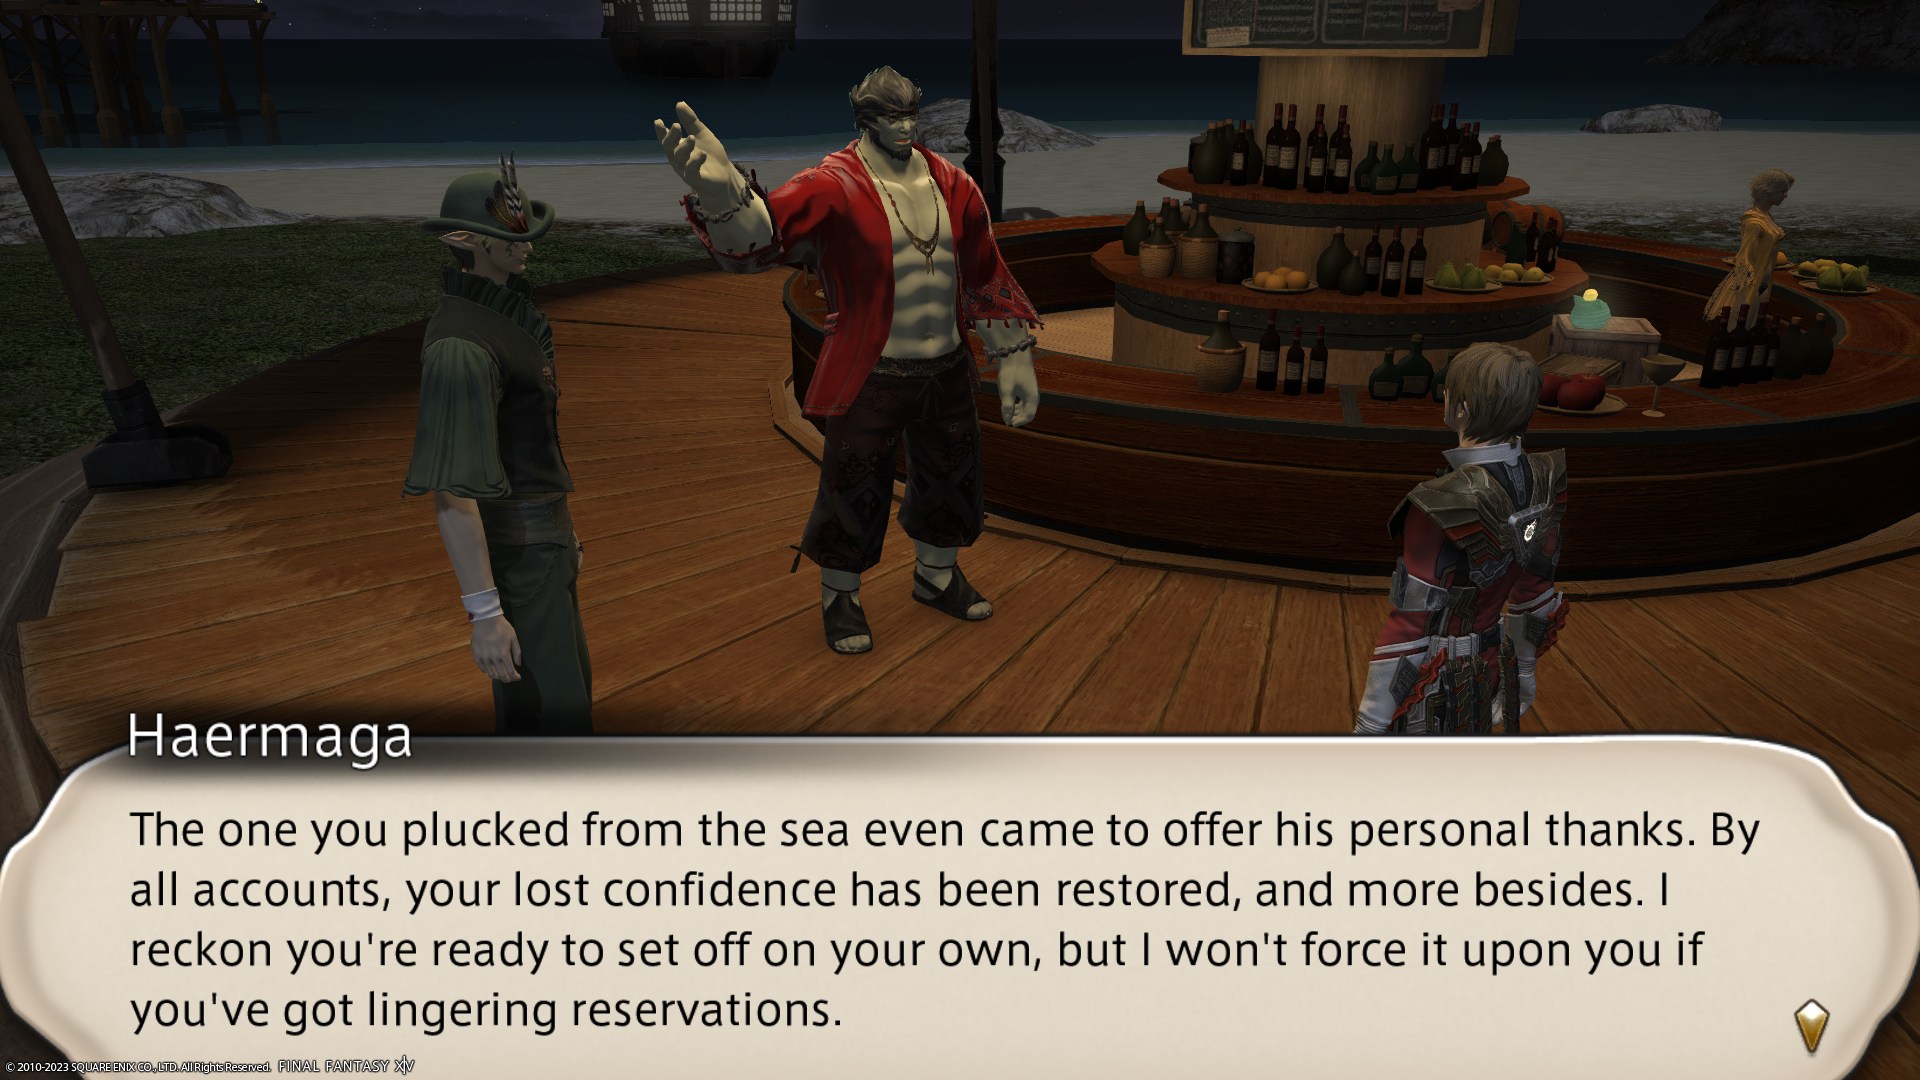 Haermaga
The one you plucked from the sea even came to offer his personal thanks. By
all accounts, your lost confidence has been restored, and more besides. I
reckon you're ready to set off on your own, but I won't force it upon you if
you've got lingering reservations.
© 2010-2023 SQUARE ENIX CO., LTD. All Rights Reserved. FINAL FANTASY XIV